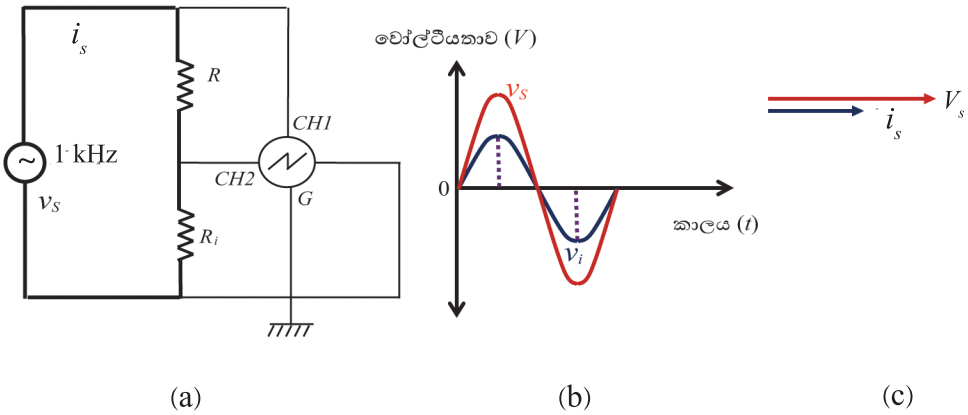 i_s
R
CH1
1 kHz
CH2
G
v_S
R_i
(a)
වෝල්ටීයතාව (V)
v_S
0
කාලය (t)
v_i
(b)
V_s
i_s
(c)